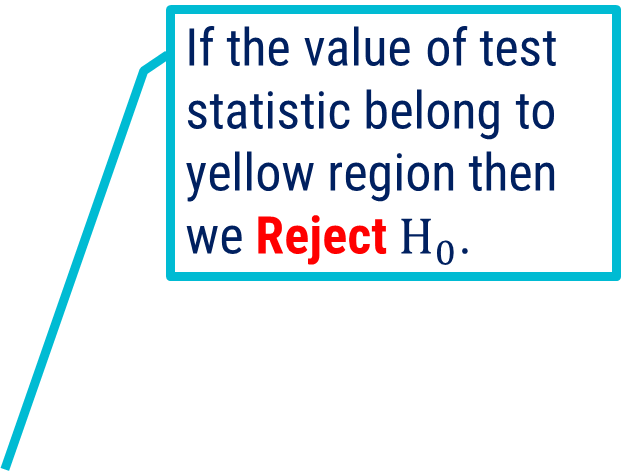 If the value of test
statistic belong to
yellow region then
we Reject H₀.